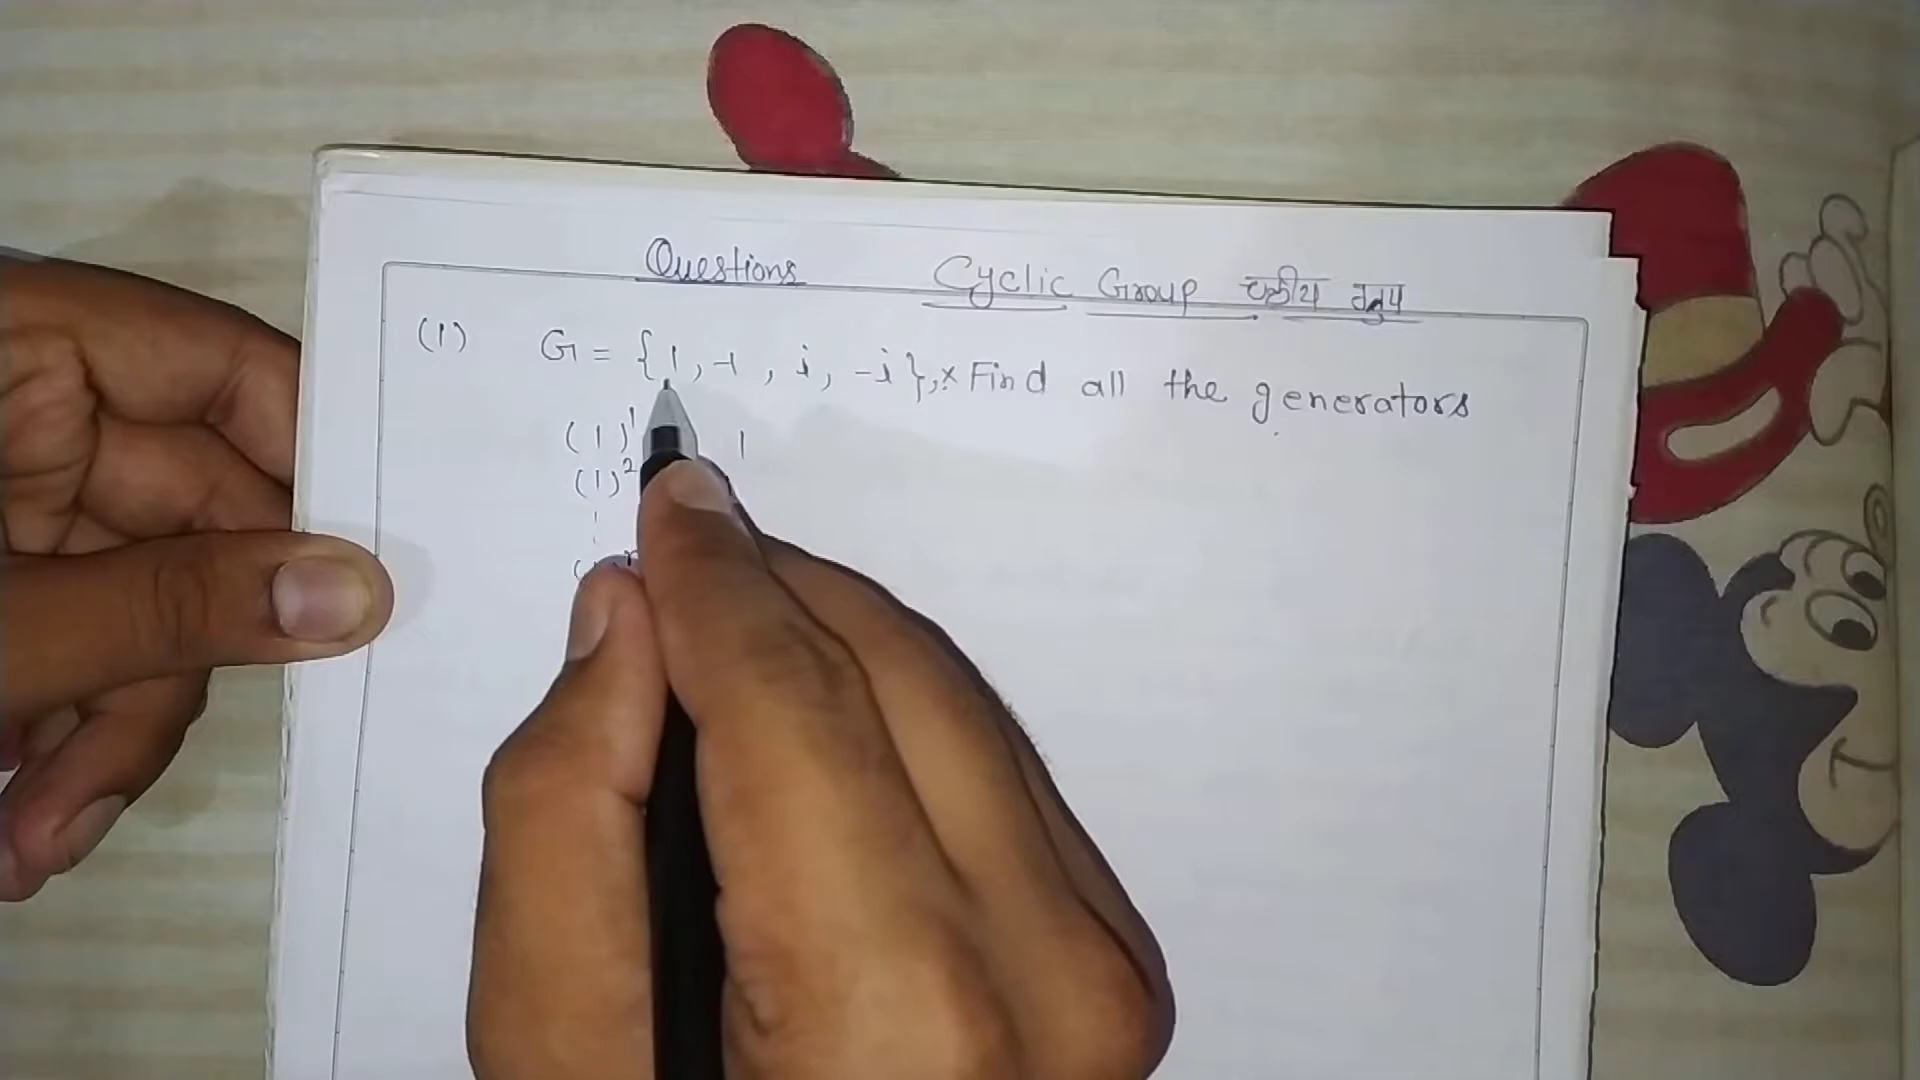 Questions Cyclic Group चक्रीय समूह
(1) G = {1, -1, i, -i}, × Find all the generators
(1)¹ 1
(1)²